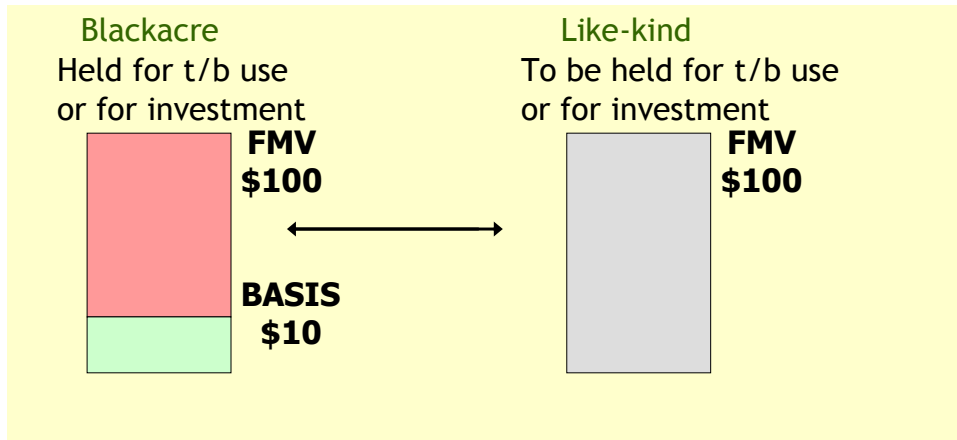 Blackacre
Held for t/b use
or for investment
FMV
$100
BASIS
$10
Like-kind
To be held for t/b use
or for investment
FMV
$100